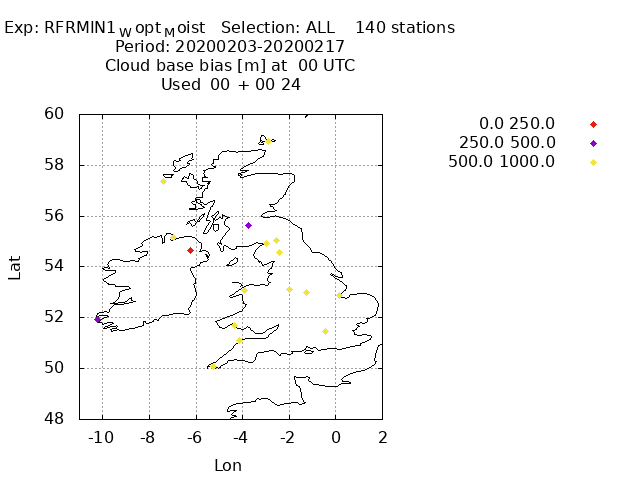 Exp: RFRMIN1 W opt M oist   Selection: ALL    140 stations
Period: 20200203-20200217
Cloud base bias [m] at  00 UTC
Used  00 + 00 24
0.0 250.0
250.0 500.0
500.0 1000.0
60
58
56
54
52
50
48
Lat
-10 -8 -6 -4 -2 0 2
Lon